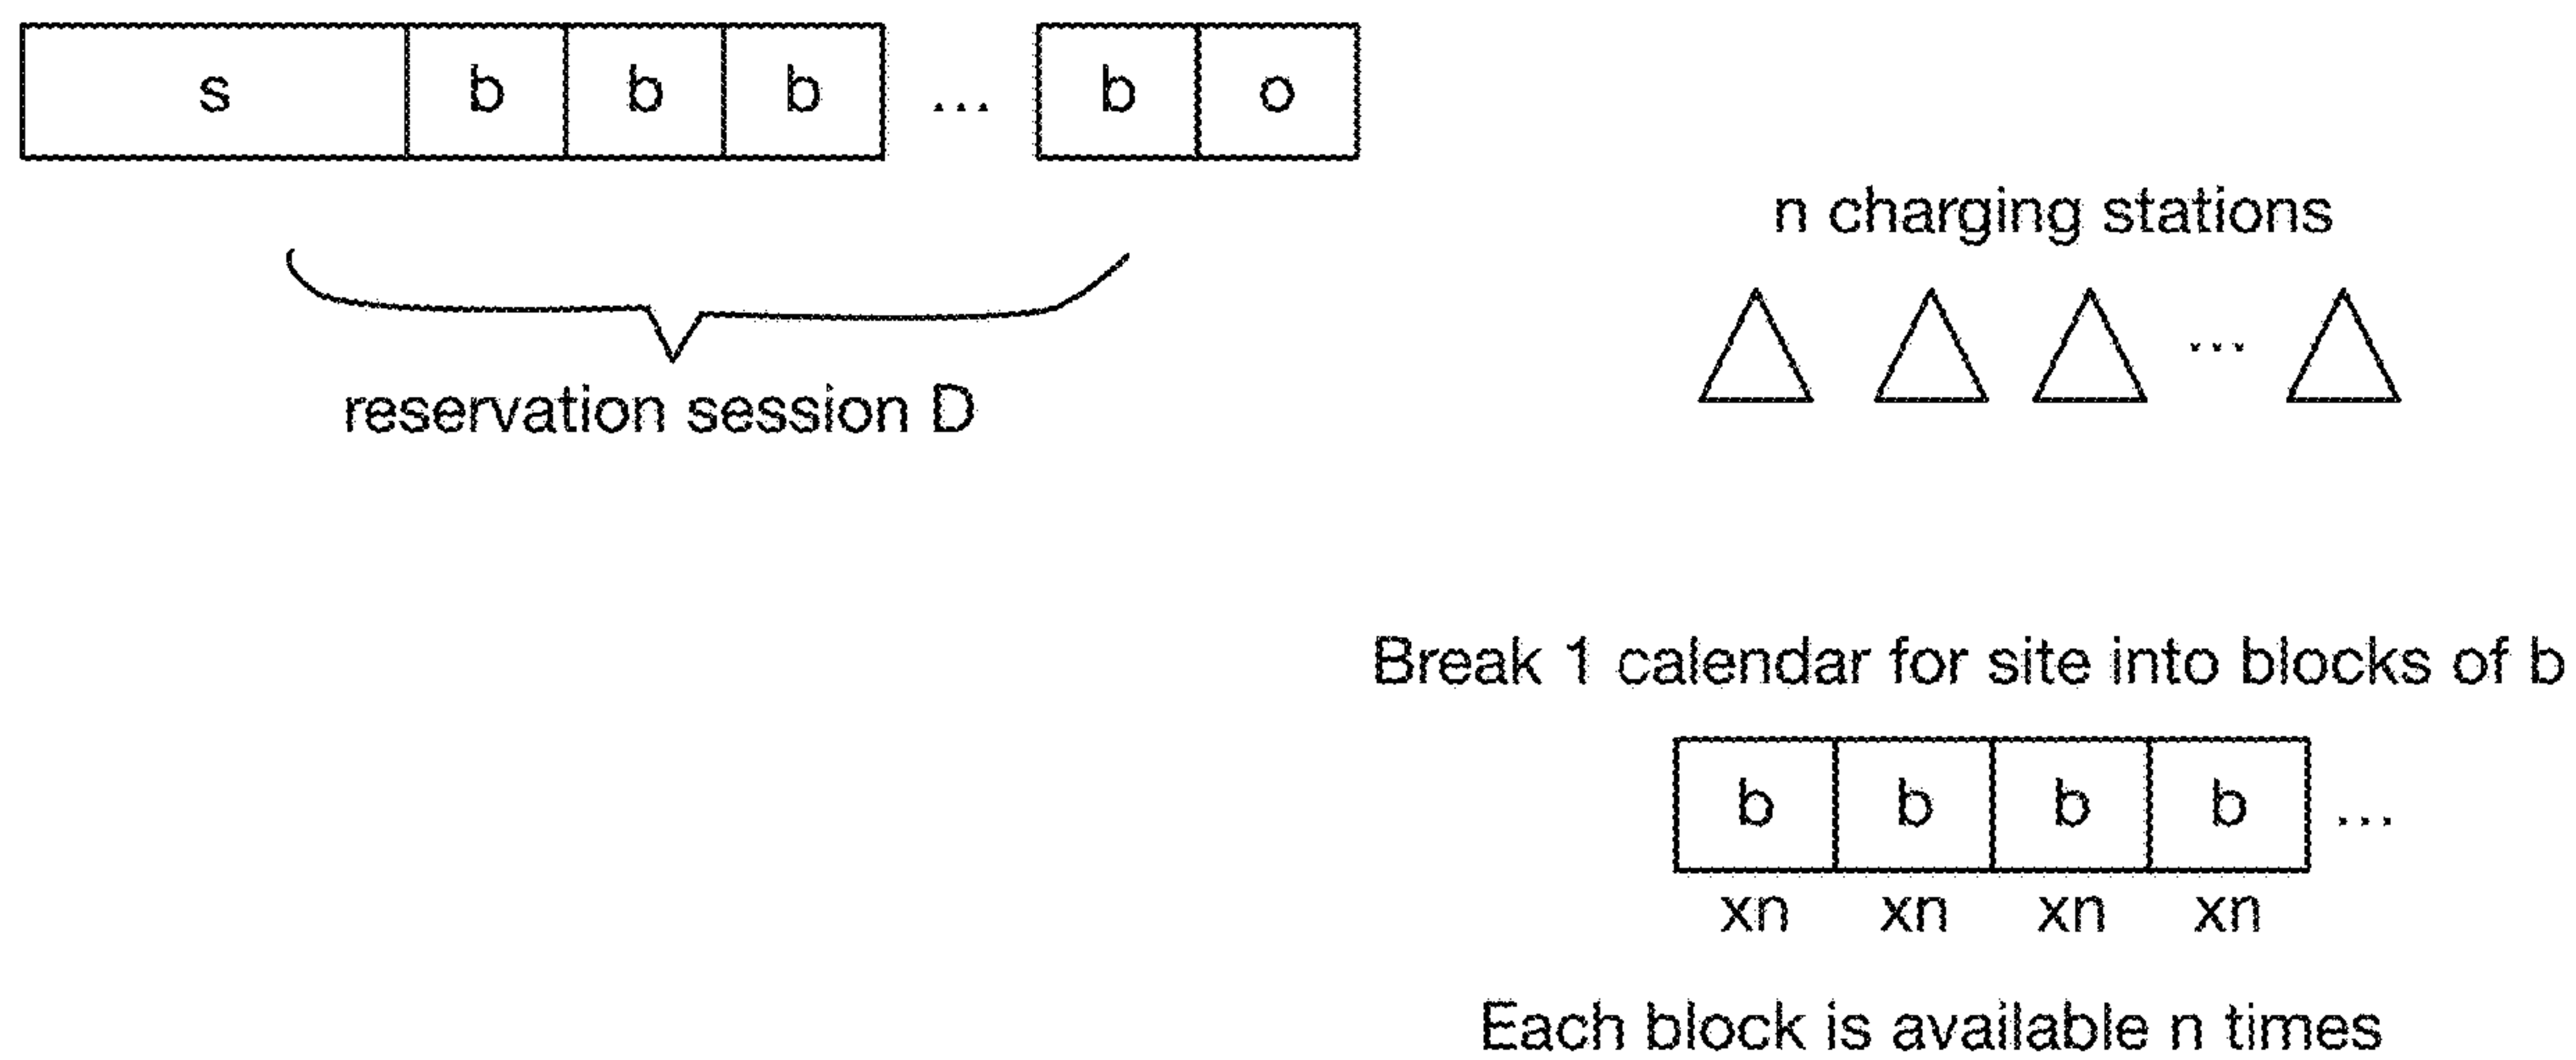 s b b b ... b o
reservation session D
n charging stations
...
Break 1 calendar for site into blocks of b
b b b b ...
xn xn xn xn
Each block is available n times